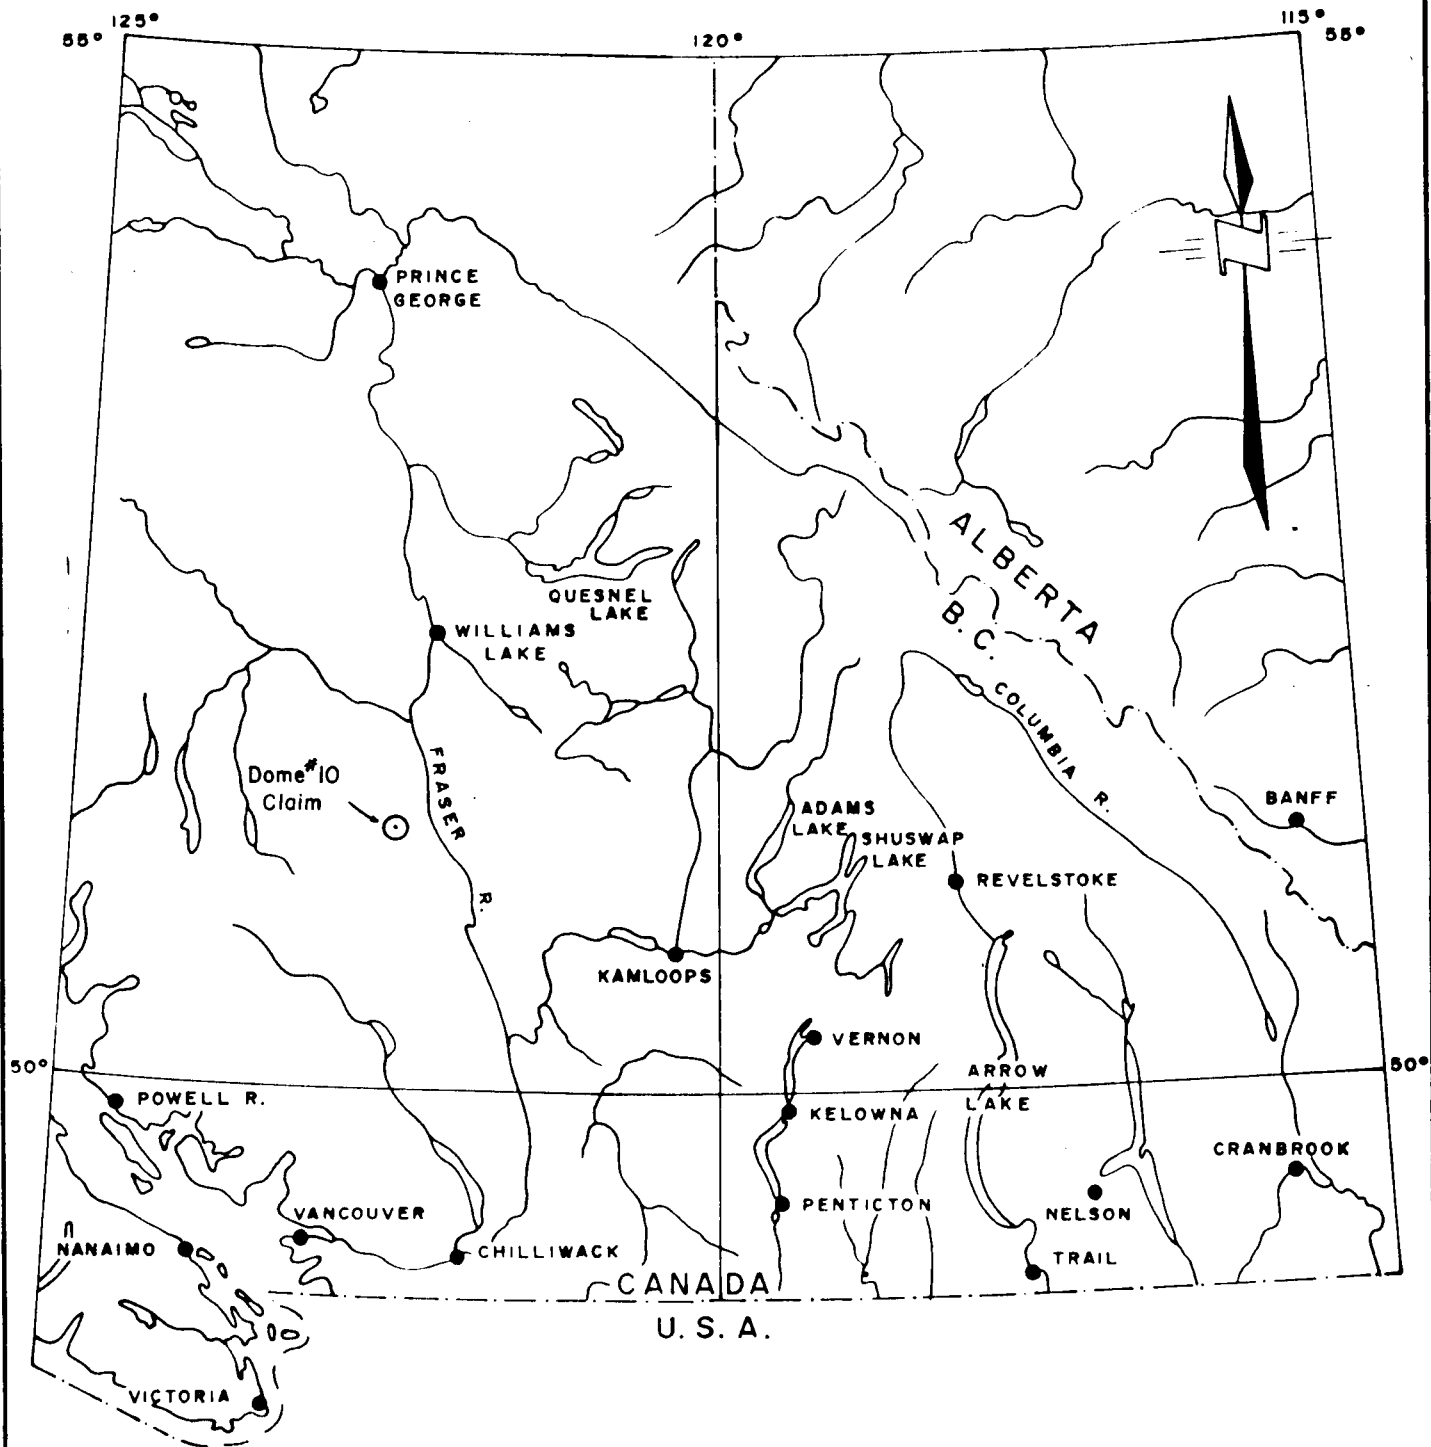 125°
115°
55°
120°
55°
PRINCE
GEORGE
ALBERTA
B.C.
QUESNEL
LAKE
WILLIAMS
LAKE
COLUMBIA R.
FRASER R.
Dome #10
Claim
BANFF
ADAMS
LAKE
SHUSWAP
LAKE
REVELSTOKE
KAMLOOPS
VERNON
50°
50°
ARROW
LAKE
POWELL R.
KELOWNA
CRANBROOK
PENTICTON
NELSON
VANCOUVER
NANAIMO
CHILLIWACK
TRAIL
CANADA
U.S.A.
VICTORIA